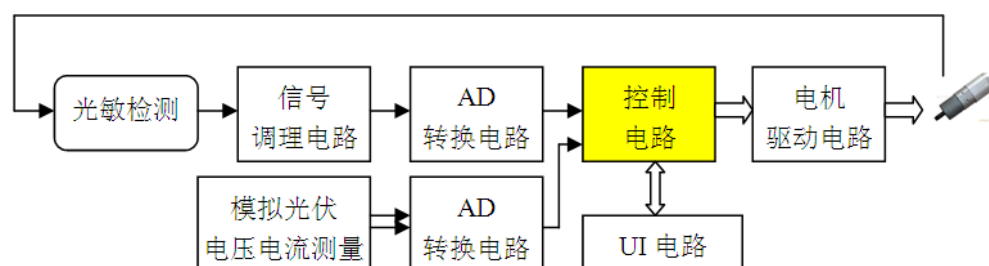 光敏检测
信号
调理电路
AD
转换电路
控制
电路
电机
驱动电路
模拟光伏
电压电流测量
AD
转换电路
UI 电路